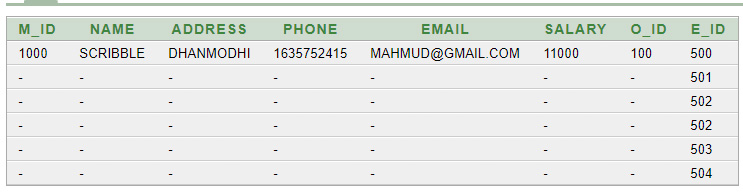 M_ID NAME ADDRESS PHONE EMAIL SALARY O_ID E_ID
1000 SCRIBBLE DHANMODHI 1635752415 MAHMUD@GMAIL.COM 11000 100 500
- - - - - - - 501
- - - - - - - 502
- - - - - - - 502
- - - - - - - 503
- - - - - - - 504